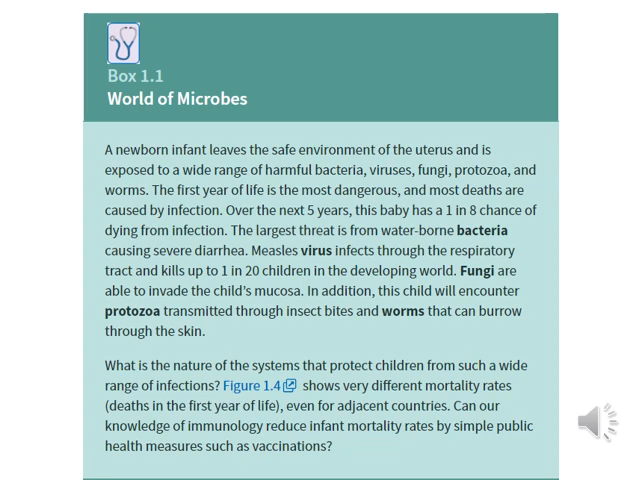 Box 1.1
World of Microbes
A newborn infant leaves the safe environment of the uterus and is
exposed to a wide range of harmful bacteria, viruses, fungi, protozoa, and
worms. The first year of life is the most dangerous, and most deaths are
caused by infection. Over the next 5 years, this baby has a 1 in 8 chance of
dying from infection. The largest threat is from water-borne bacteria
causing severe diarrhea. Measles virus infects through the respiratory
tract and kills up to 1 in 20 children in the developing world. Fungi are
able to invade the child's mucosa. In addition, this child will encounter
protozoa transmitted through insect bites and worms that can burrow
through the skin.
What is the nature of the systems that protect children from such a wide
range of infections? Figure 1.4 shows very different mortality rates
(deaths in the first year of life), even for adjacent countries. Can our
knowledge of immunology reduce infant mortality rates by simple public
health measures such as vaccinations?